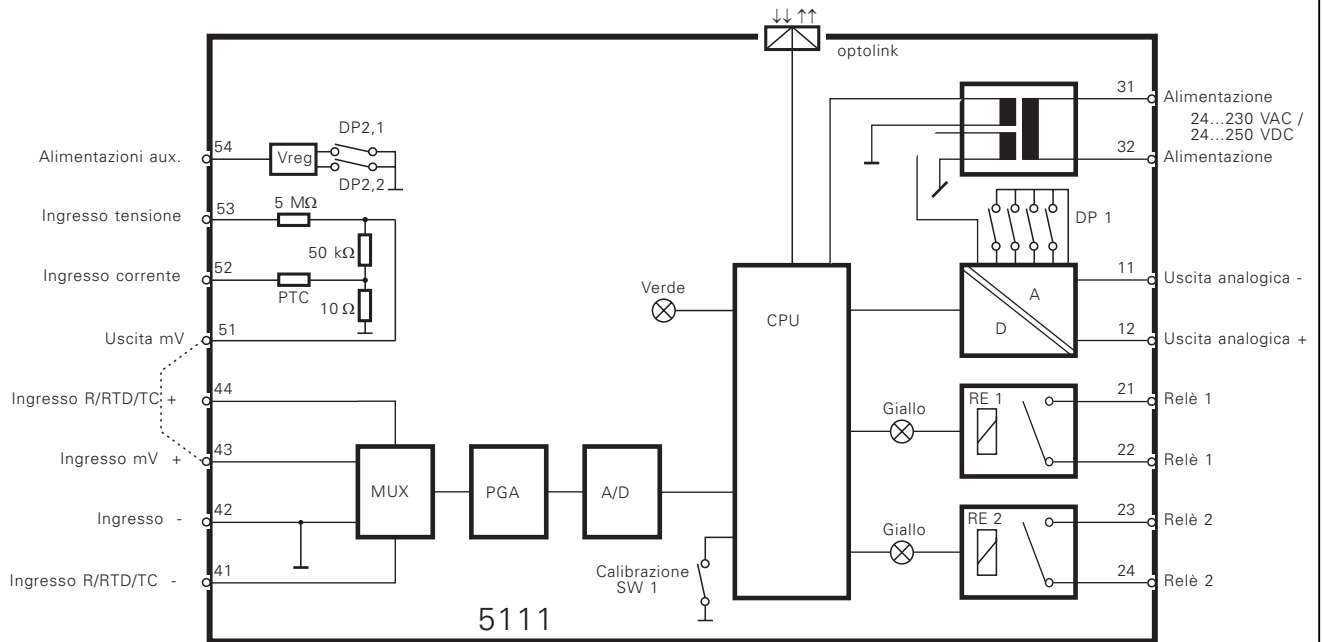 ↓↓ ↑↑
optolink
31
Alimentazione
24...230 VAC /
24...250 VDC
32
Alimentazione
DP2,1
54
Alimentazioni aux.
Vreg
DP2,2
5 MΩ
53
Ingresso tensione
50 kΩ
52
Ingresso corrente
PTC
10 Ω
51
Uscita mV
DP 1
11
Uscita analogica -
A
D
12
Uscita analogica +
Verde
CPU
44
Ingresso R/RTD/TC +
43
Ingresso mV +
MUX
PGA
A/D
42
Ingresso -
41
Ingresso R/RTD/TC -
Calibrazione
SW 1
Giallo
RE 1
21
Relè 1
22
Relè 1
Giallo
RE 2
23
Relè 2
24
Relè 2
5111